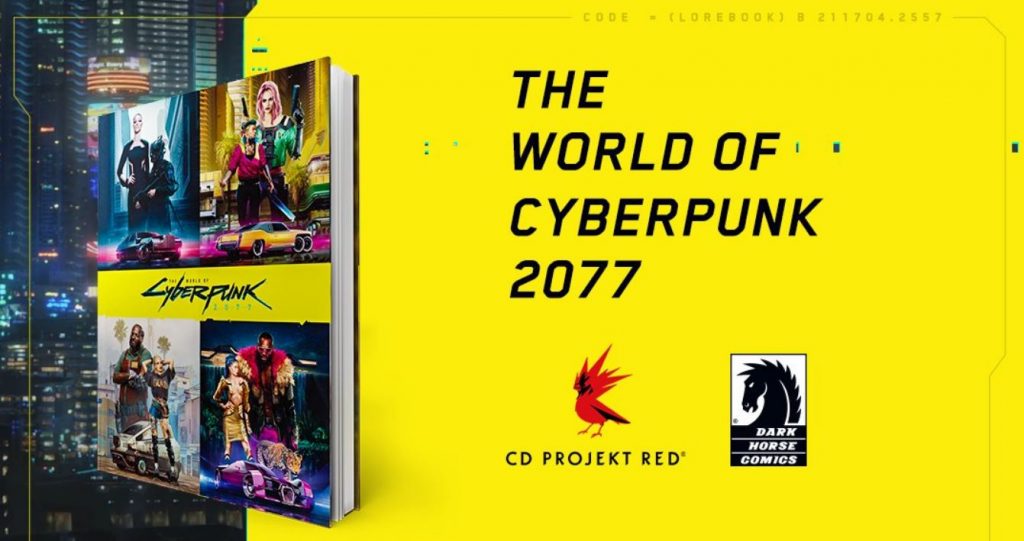 CODE = (LOREBOOK) B 211704.2557
THE
WORLD OF
CYBERPUNK
2077
THE WORLD OF
CYBERPUNK
2077
CD PROJEKT RED®
®
DARK
HORSE
COMICS